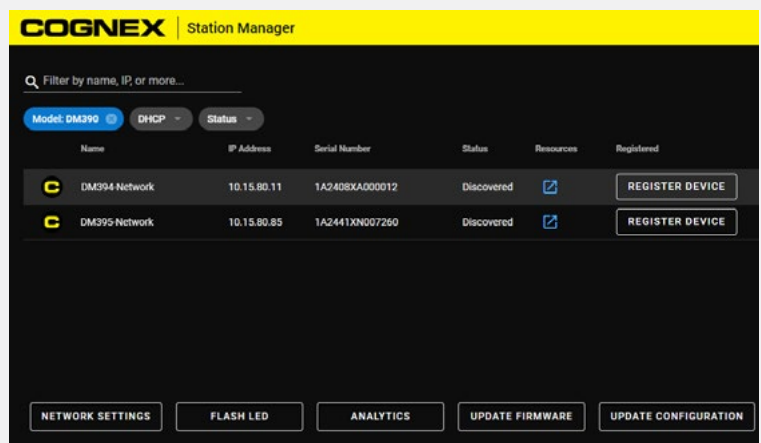 COGNEX Station Manager
Filter by name, IP, or more...
Model: DM390 DHCP Status
Name IP Address Serial Number Status Resources Registered
C DM394-Network 10.15.80.11 1A2408XA000012 Discovered REGISTER DEVICE
C DM395-Network 10.15.80.85 1A2441XN007260 Discovered REGISTER DEVICE
NETWORK SETTINGS FLASH LED ANALYTICS UPDATE FIRMWARE UPDATE CONFIGURATION